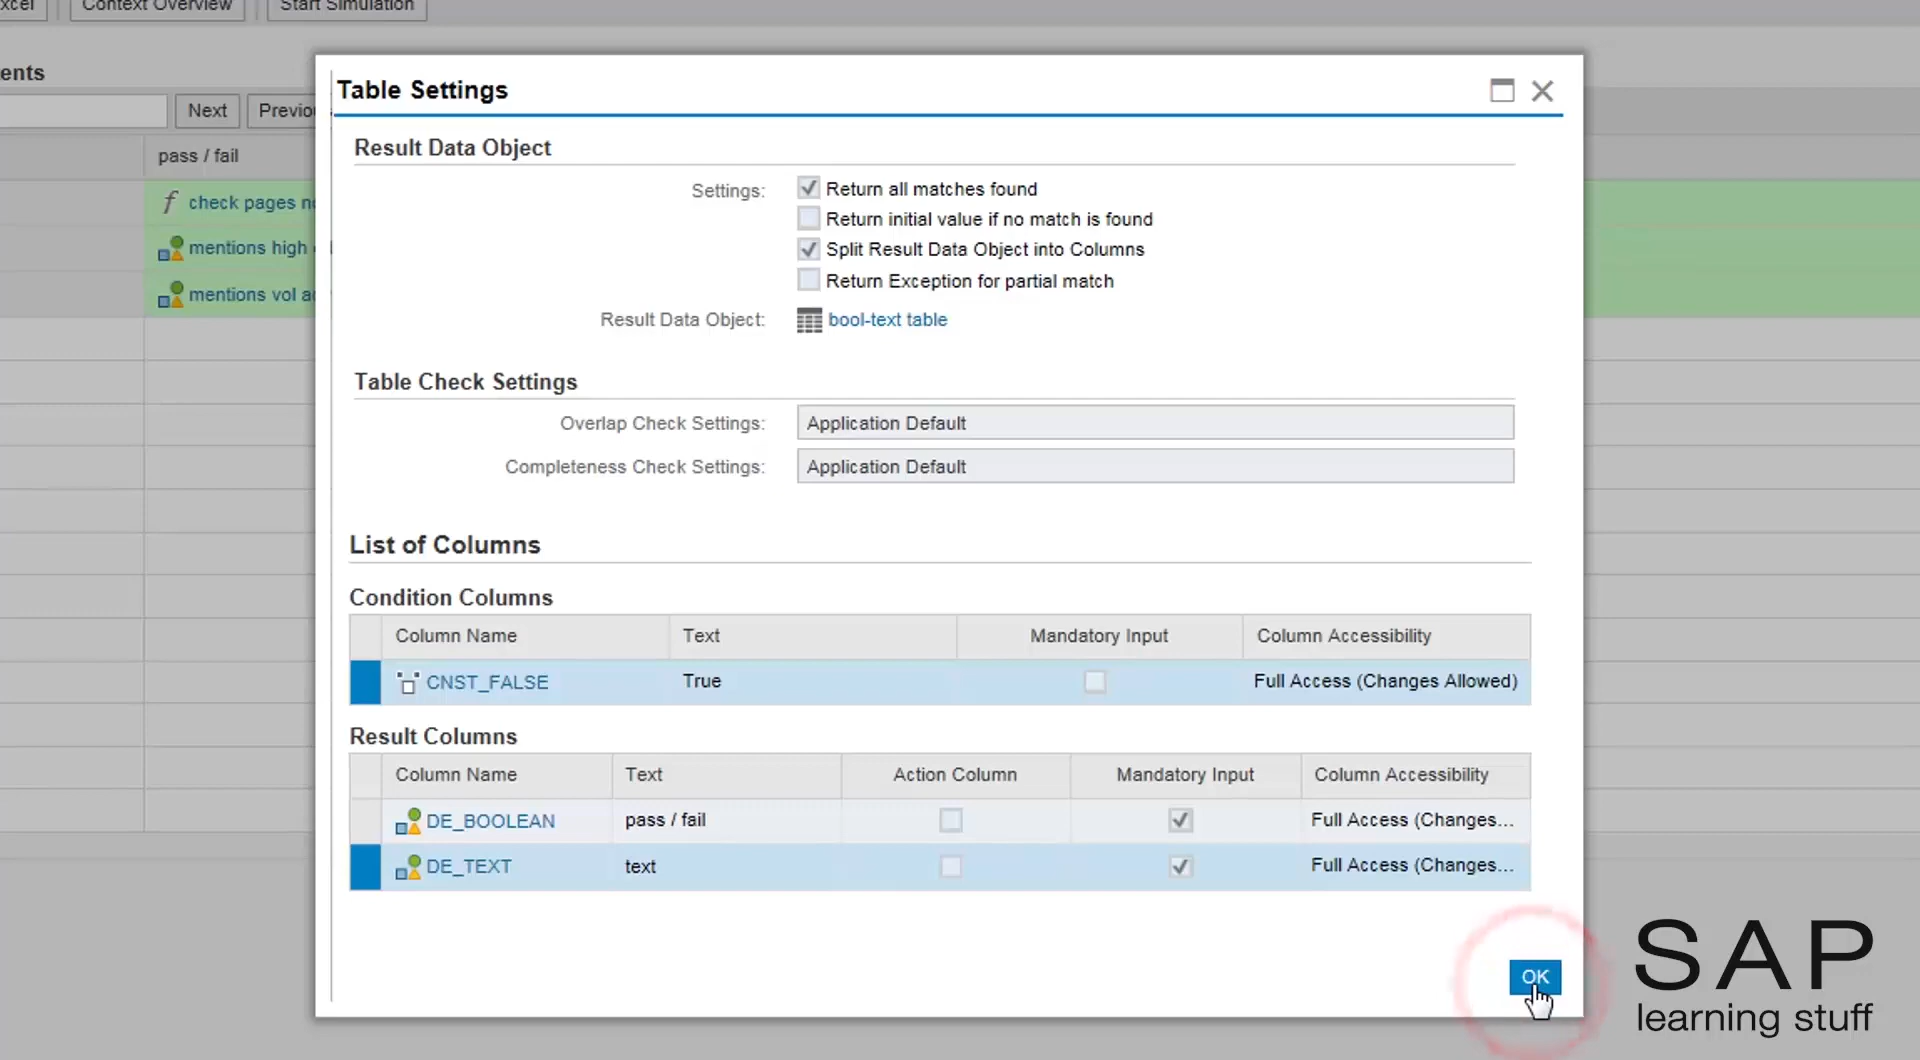 xcel Context Overview Start Simulation
ents
Next Previou
pass / fail
check pages n
mentions high
mentions vol a
Table Settings
Result Data Object
Settings:
Return all matches found
Return initial value if no match is found
Split Result Data Object into Columns
Return Exception for partial match
Result Data Object: bool-text table
Table Check Settings
Overlap Check Settings: Application Default
Completeness Check Settings: Application Default
List of Columns
Condition Columns
Column Name Text Mandatory Input Column Accessibility
CNST_FALSE True Full Access (Changes Allowed)
Result Columns
Column Name Text Action Column Mandatory Input Column Accessibility
DE_BOOLEAN pass / fail Full Access (Changes...
DE_TEXT text Full Access (Changes...
OK
SAP
learning stuff